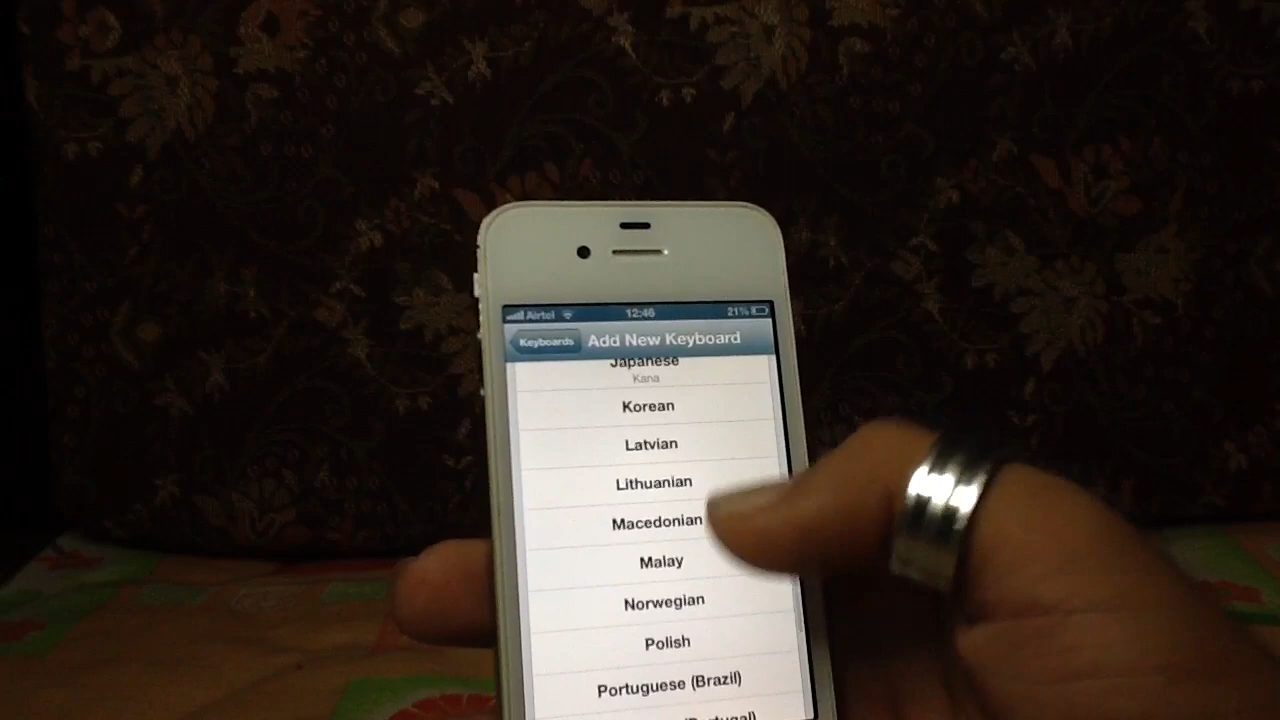 Airtel 12:46 21%
Keyboards Add New Keyboard
Japanese
Kana
Korean
Latvian
Lithuanian
Macedonian
Malay
Norwegian
Polish
Portuguese (Brazil)
(Portugal)